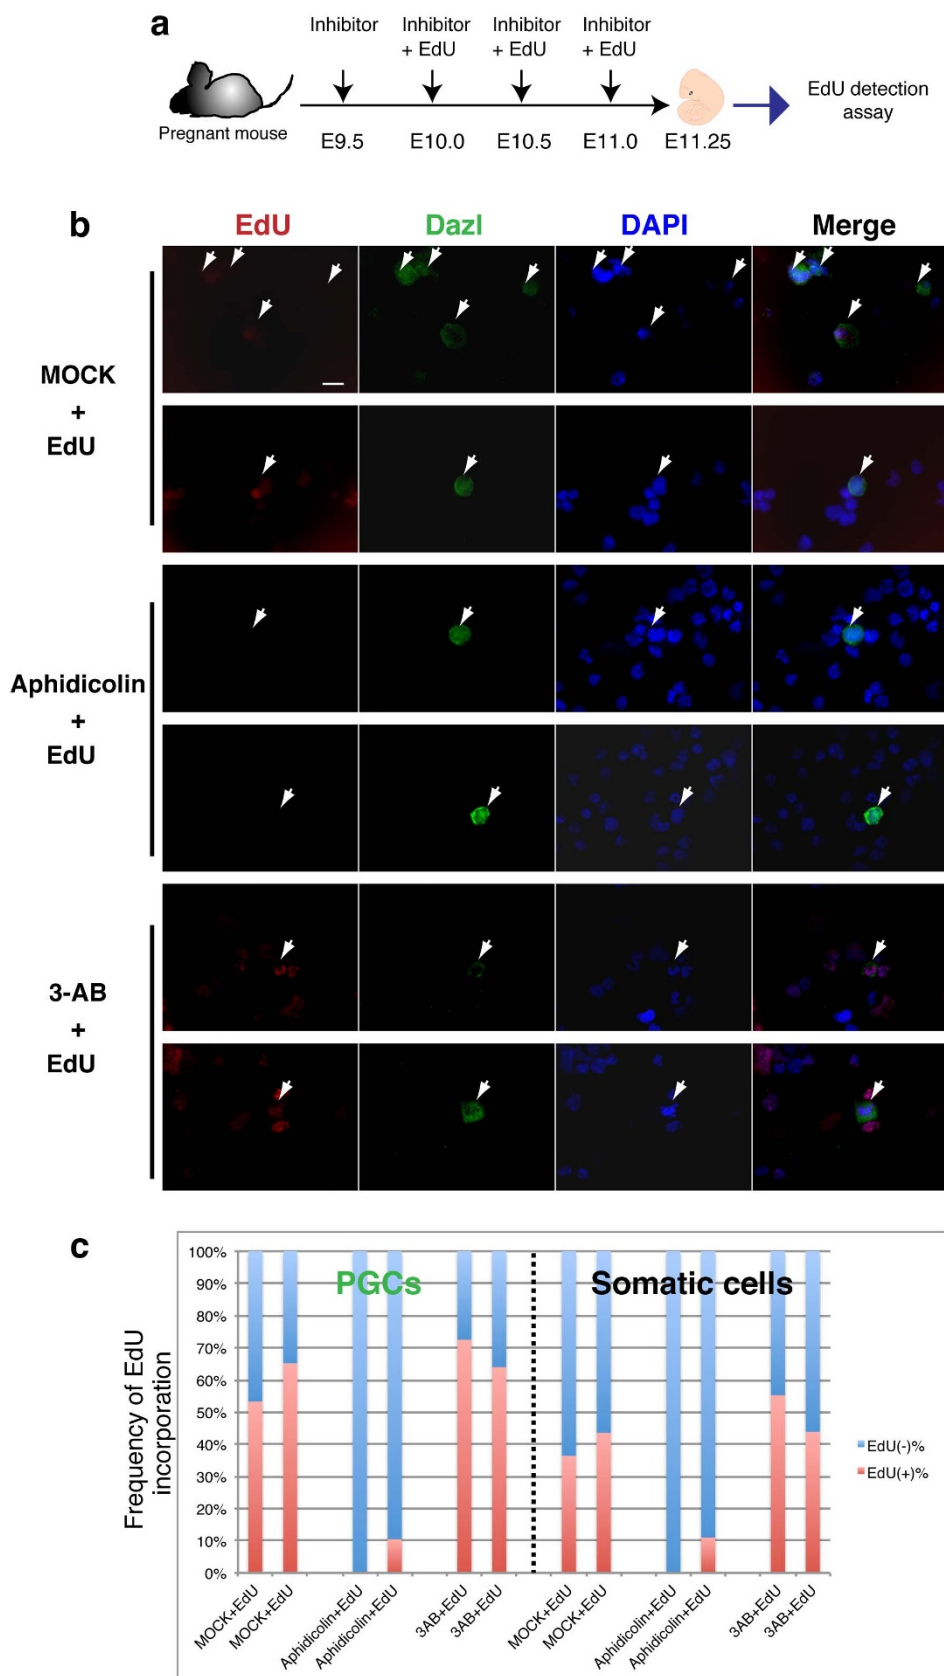 a
Inhibitor
Inhibitor
+ EdU
Inhibitor
+ EdU
Inhibitor
+ EdU
Pregnant mouse
E9.5
E10.0
E10.5
E11.0
E11.25
EdU detection
assay
b
EdU
Dazl
DAPI
Merge
MOCK
+
EdU
Aphidicolin
+
EdU
3-AB
+
EdU
c
Frequency of EdU
incorporation
100%
90%
80%
70%
60%
50%
40%
30%
20%
10%
0%
PGCs
Somatic cells
EdU(-)%
EdU(+)%
MOCK+EdU
MOCK+EdU
Aphidicolin+EdU
Aphidicolin+EdU
3AB+EdU
3AB+EdU
MOCK+EdU
MOCK+EdU
Aphidicolin+EdU
Aphidicolin+EdU
3AB+EdU
3AB+EdU